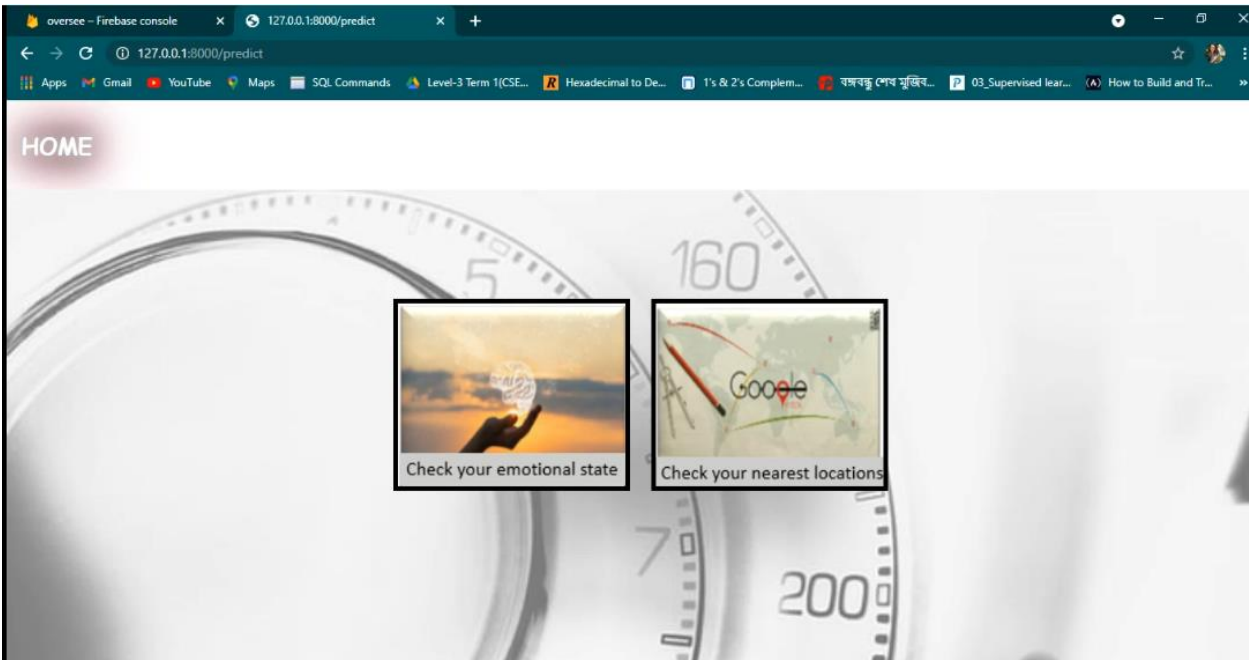 oversee – Firebase console
127.0.0.1:8000/predict
127.0.0.1:8000/predict
Apps Gmail YouTube Maps SQL Commands Level-3 Term 1(CSE... Hexadecimal to De... 1's & 2's Complem... বঙ্গবন্ধু শেখ মুজিব... 03_Supervised lear... How to Build and Tr... »
HOME
5
160
Google
Check your emotional state
Check your nearest locations
7
200